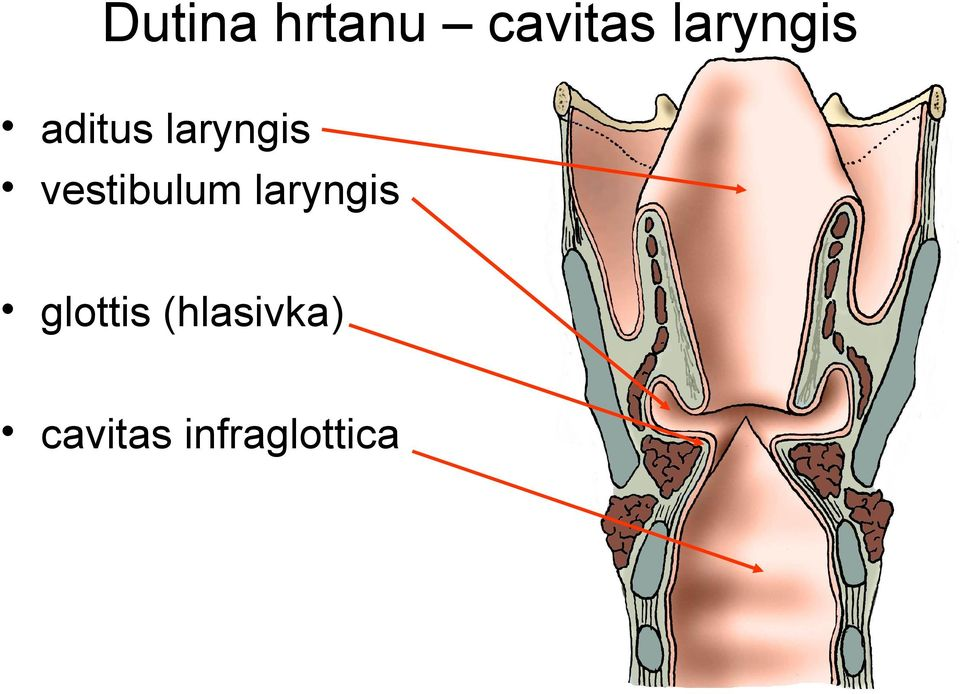 Dutina hrtanu – cavitas laryngis
• aditus laryngis
• vestibulum laryngis
• glottis (hlasivka)
• cavitas infraglottica